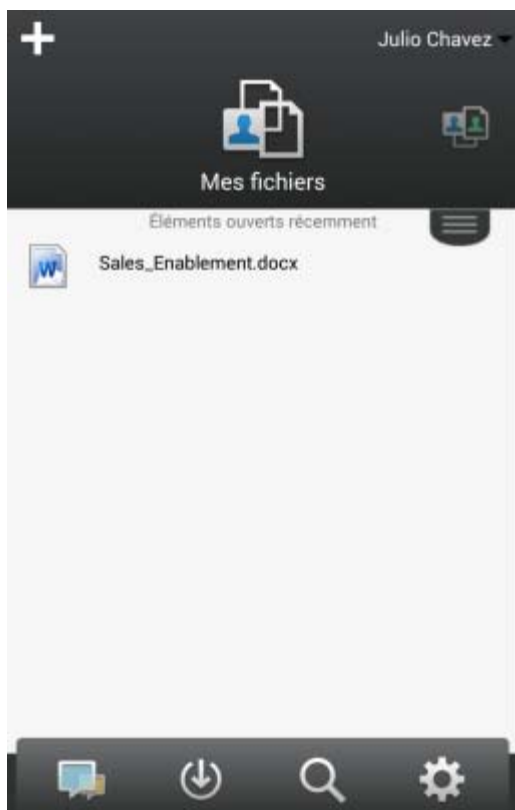 Julio Chavez
Mes fichiers
Éléments ouverts récemment
W
Sales_Enablement.docx